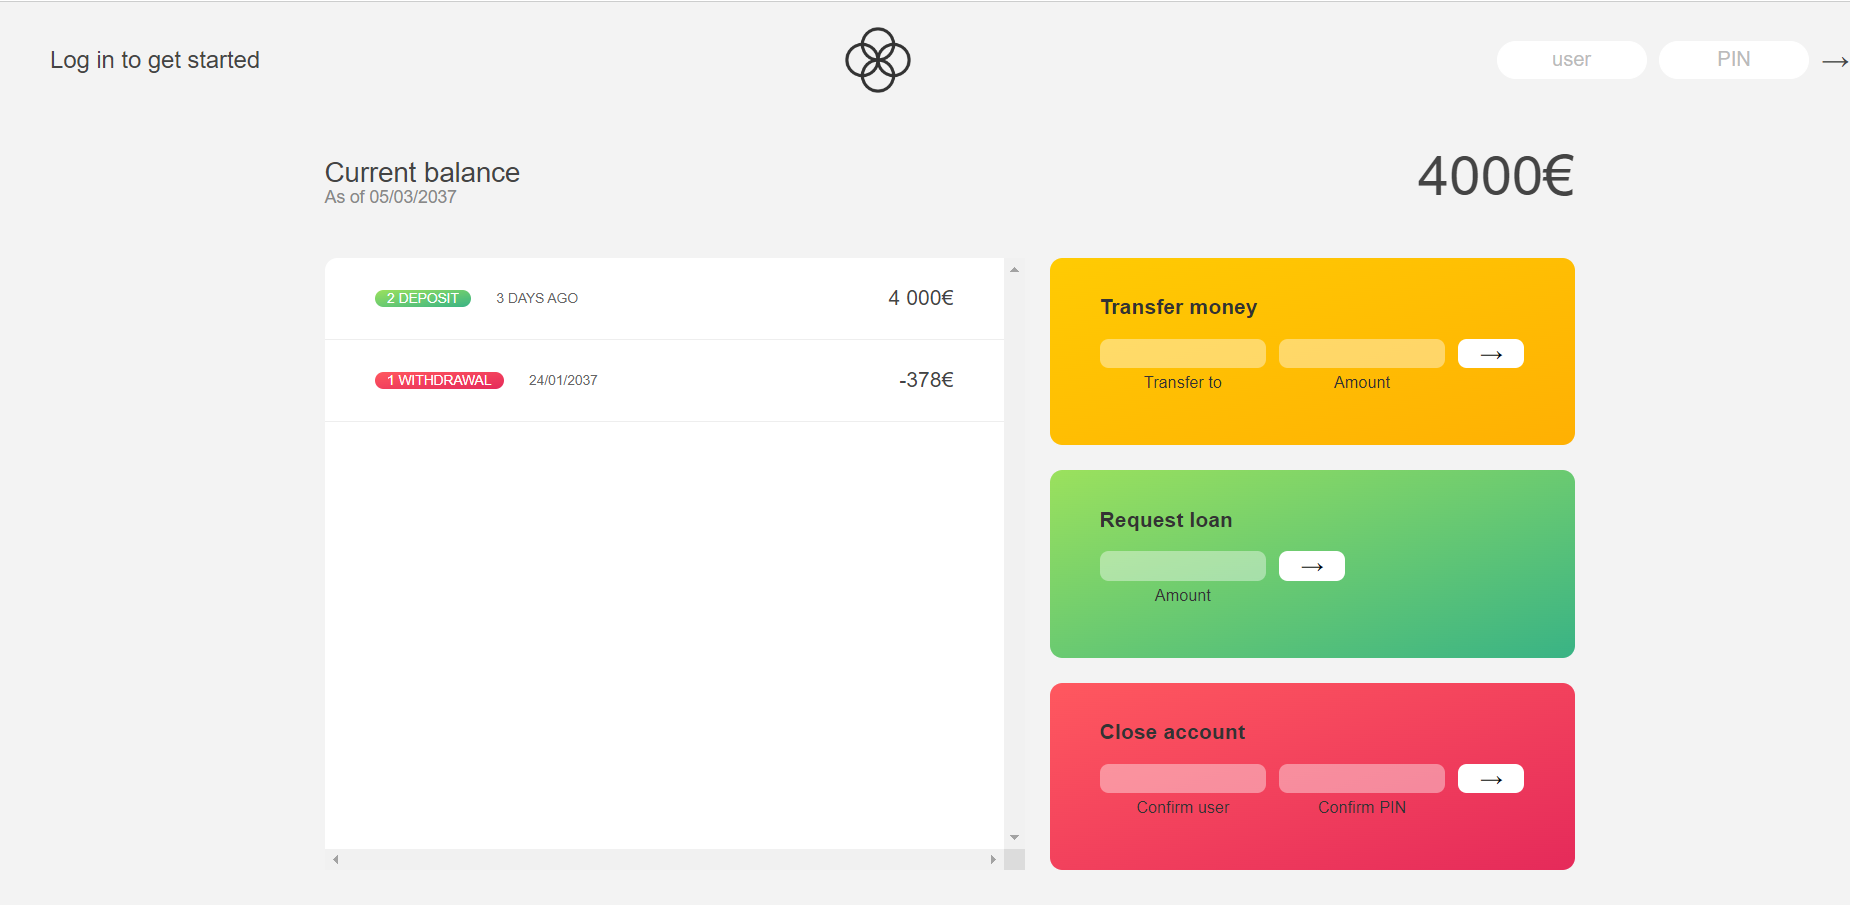 Log in to get started
user PIN →
Current balance
As of 05/03/2037
4000€
2 DEPOSIT 3 DAYS AGO 4 000€
1 WITHDRAWAL 24/01/2037 -378€
Transfer money
→
Transfer to Amount
Request loan
→
Amount
Close account
→
Confirm user Confirm PIN